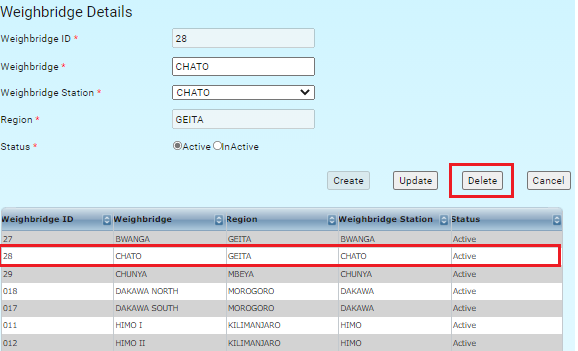 Weighbridge Details
Weighbridge ID * 28
Weighbridge * CHATO
Weighbridge Station * CHATO
Region * GEITA
Status * Active InActive
Create Update Delete Cancel
Weighbridge ID Weighbridge Region Weighbridge Station Status
27 BWANGA GEITA BWANGA Active
28 CHATO GEITA CHATO Active
29 CHUNYA MBEYA CHUNYA Active
018 DAKAWA NORTH MOROGORO DAKAWA Active
017 DAKAWA SOUTH MOROGORO DAKAWA Active
011 HIMO I KILIMANJARO HIMO Active
012 HIMO II KILIMANJARO HIMO Active